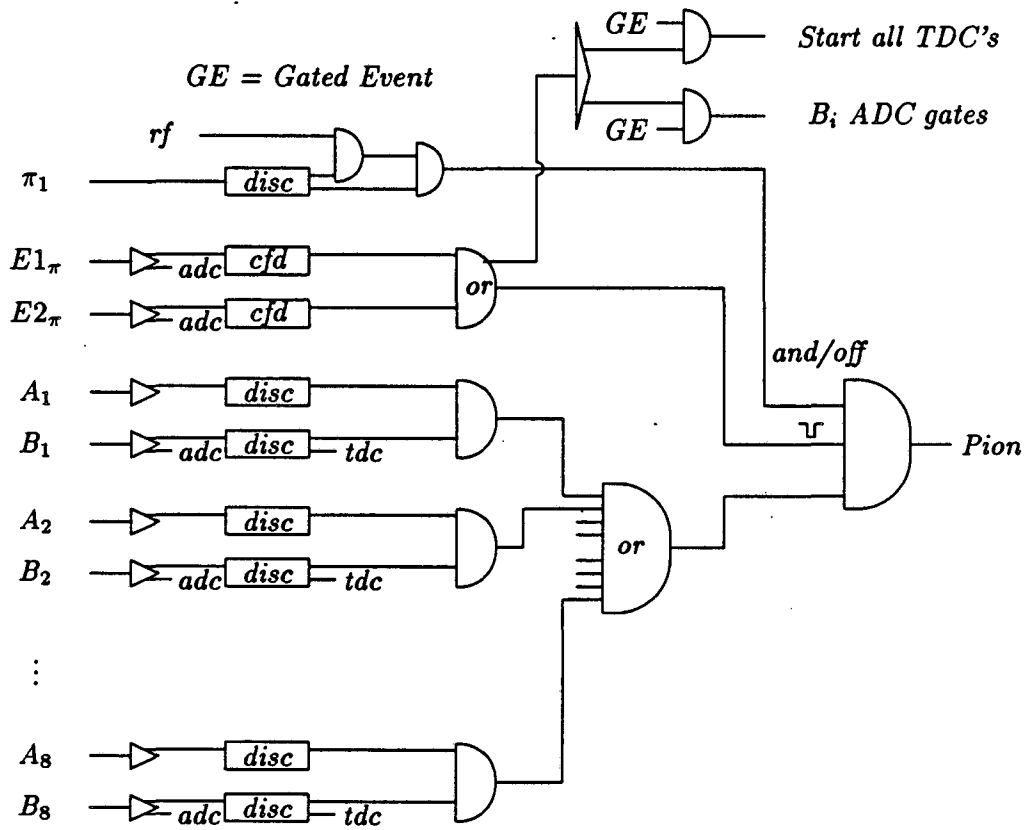 GE
Start all TDC's
GE = Gated Event
GE
B_i ADC gates
rf
π_1
disc
E1_π
adc
cfd
or
E2_π
adc
cfd
and/off
A_1
disc
B_1
adc
disc
tdc
Pion
A_2
disc
or
B_2
adc
disc
tdc
⋮
A_8
disc
B_8
adc
disc
tdc